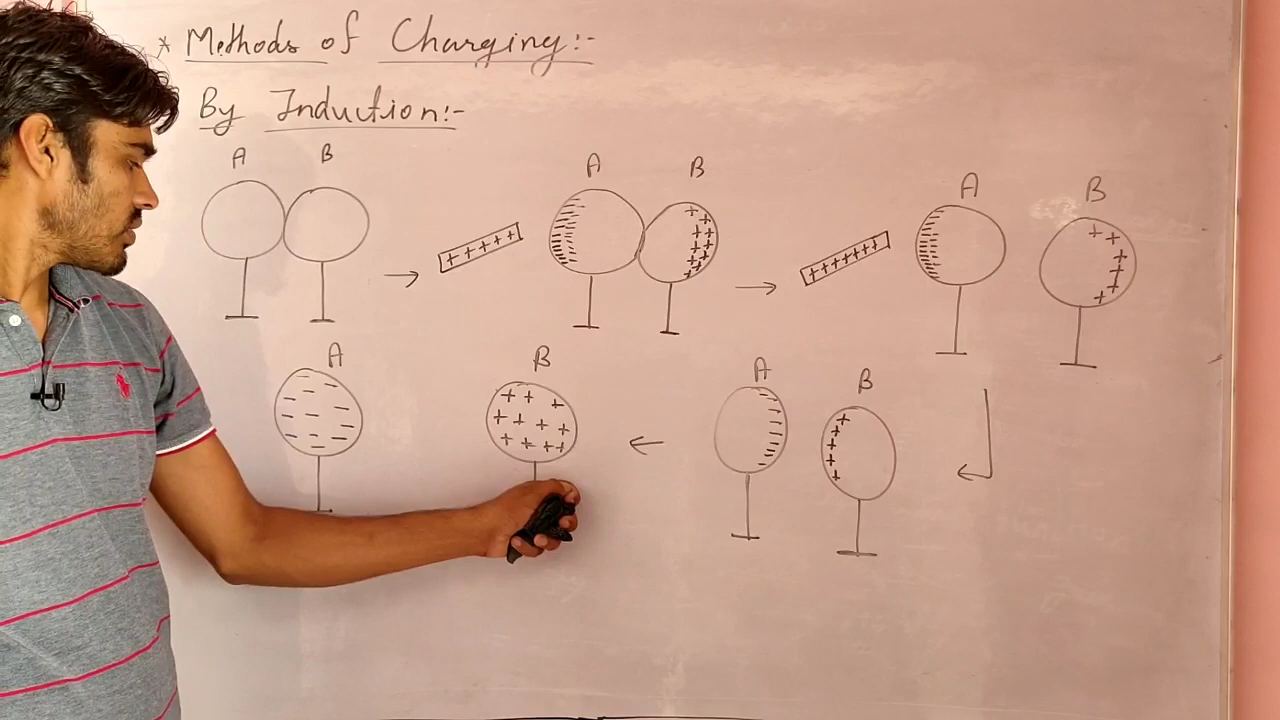 * Methods of Charging:-
By Induction:-
A B
A B
A B
+++++
+++++++
A B
A B